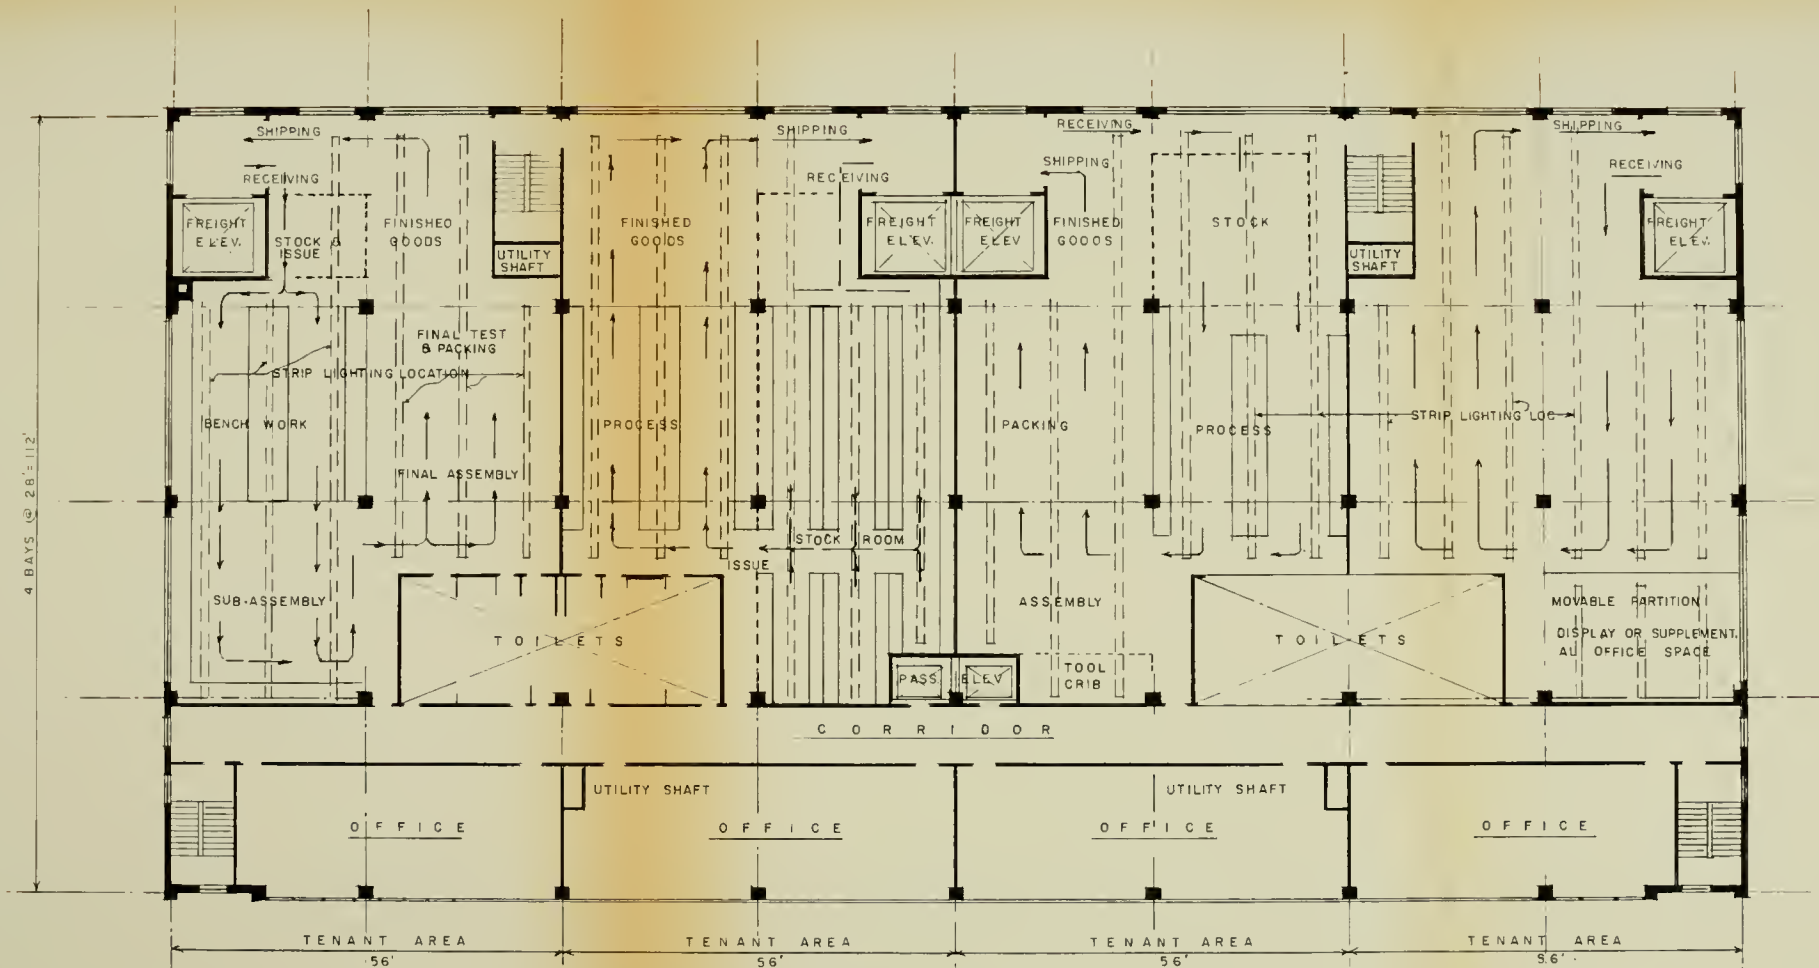 SHIPPING
SHIPPING
RECEIVING
SHIPPING
SHIPPING
RECEIVING
RECEIVING
RECEIVING
FREIGHT
ELEV.
STOCK &
ISSUE
FINISHED
GOODS
UTILITY
SHAFT
FINISHED
GOODS
FREIGHT
ELEV.
FREIGHT
ELEV
FINISHED
GOODS
STOCK
UTILITY
SHAFT
FREIGHT
ELEV.
FINAL TEST
& PACKING
STRIP LIGHTING LOCATION
BENCH WORK
PROCESS
PACKING
PROCESS
STRIP LIGHTING LOC
FINAL ASSEMBLY
4 BAYS @ 28'=112'
STOCK ROOM
ISSUE
SUB-ASSEMBLY
ASSEMBLY
MOVABLE PARTITION
DISPLAY OR SUPPLEMENT-
AL OFFICE SPACE
TOILETS
TOILETS
PASS. ELEV.
TOOL
CRIB
CORRIDOR
UTILITY SHAFT
UTILITY SHAFT
OFFICE
OFFICE
OFFICE
OFFICE
TENANT AREA
TENANT AREA
TENANT AREA
TENANT AREA
56'
56'
56'
56'